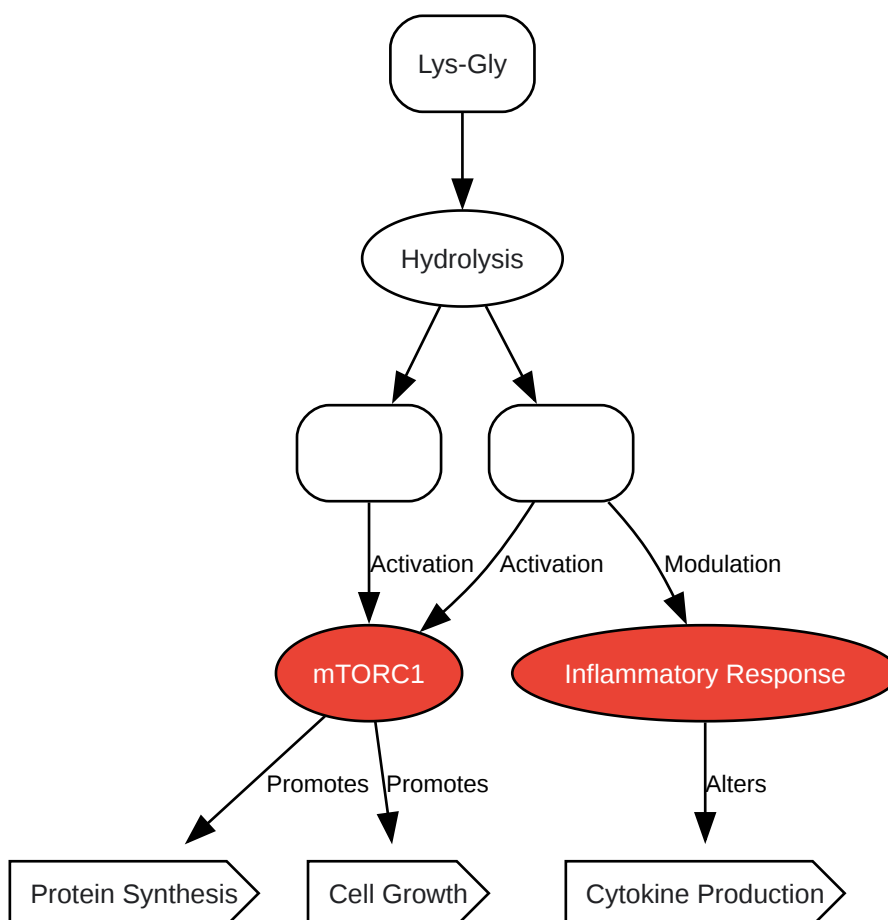 Lys-Gly
Hydrolysis
Activation
Activation
Modulation
mTORC1
Inflammatory Response
Promotes
Promotes
Alters
Protein Synthesis
Cell Growth
Cytokine Production